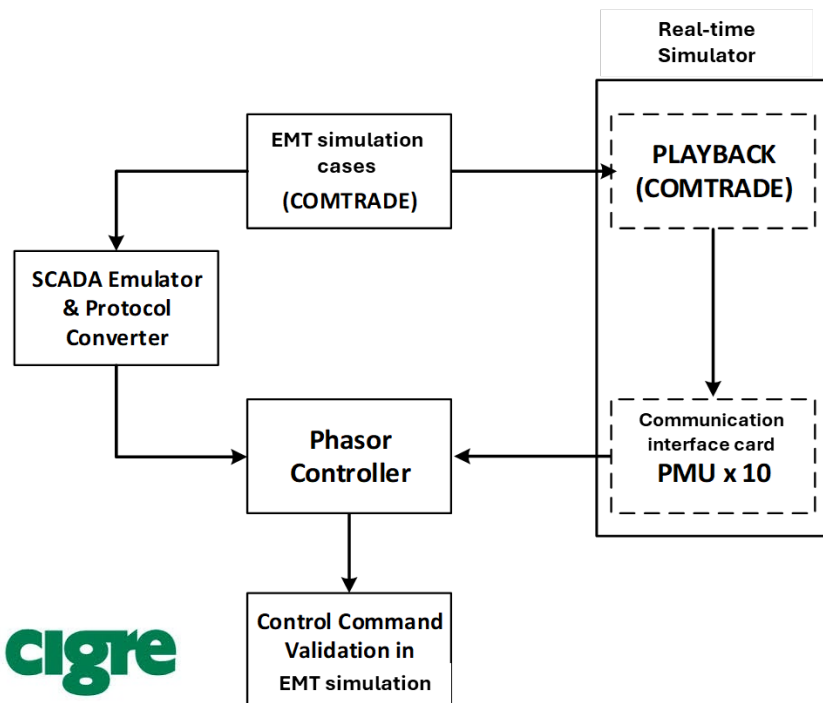 Real-time
Simulator
EMT simulation
cases
(COMTRADE)
PLAYBACK
(COMTRADE)
SCADA Emulator
& Protocol
Converter
Phasor
Controller
Communication
interface card
PMU x 10
Control Command
Validation in
EMT simulation
cigre